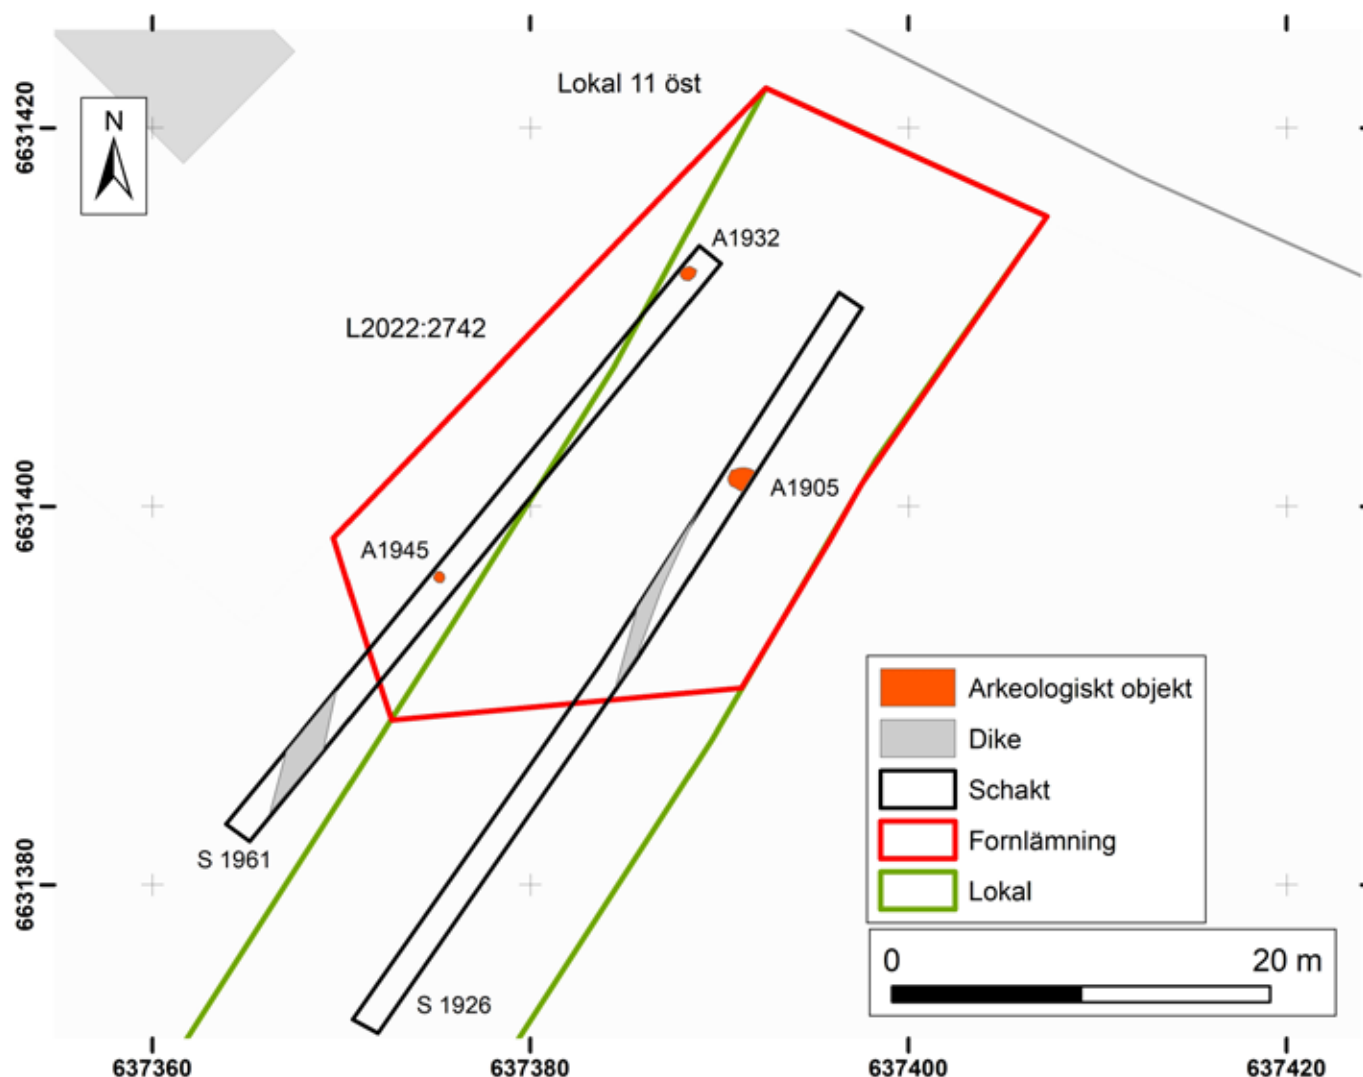 Lokal 11 öst
6631420
N
A1932
L2022:2742
A1905
6631400
A1945
Arkeologiskt objekt
Dike
Schakt
Fornlämning
Lokal
S 1961
6631380
0 20 m
S 1926
637360 637380 637400 637420